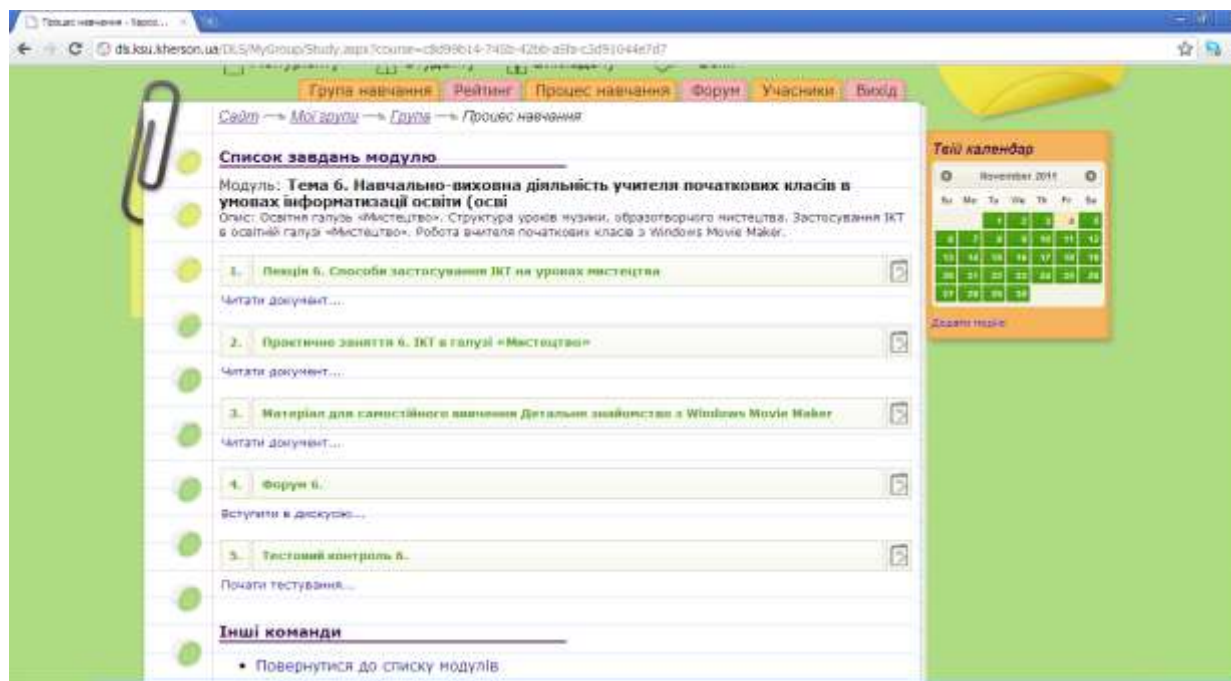 Процес навчання - Херсо...
dls.ksu.kherson.ua/DLS/MyGroup/Study.aspx?course=
Група навчання Рейтинг Процес навчання Форум Учасники Вихід
Сайт → Мої групи → Група → Процес навчання
Список завдань модулю
Модуль: Тема 6. Навчально-виховна діяльність учителя початкових класів в
умовах інформатизації освіти (осві
Опис: Освітня галузь «Мистецтво». Структура уроків музики, образотворчого мистецтва. Застосування ІКТ
в освітній галузі «Мистецтво». Робота вчителя початкових класів з Windows Movie Maker.
1. Лекція 6. Способи застосування ІКТ на уроках мистецтва
Читати документ...
2. Практичне заняття 6. ІКТ в галузі «Мистецтво»
Читати документ...
3. Матеріал для самостійного вивчення Детальне знайомство з Windows Movie Maker
Читати документ...
4. Форум 6.
Вступити в дискусію...
5. Тестовий контроль 6.
Почати тестування...
Інші команди
• Повернутися до списку модулів
Твій календар
November 2011
Su Mo Tu We Th Fr Sa
1 2 3 4 5
6 7 8 9 10 11 12
13 14 15 16 17 18 19
20 21 22 23 24 25 26
27 28 29 30
Додати подію